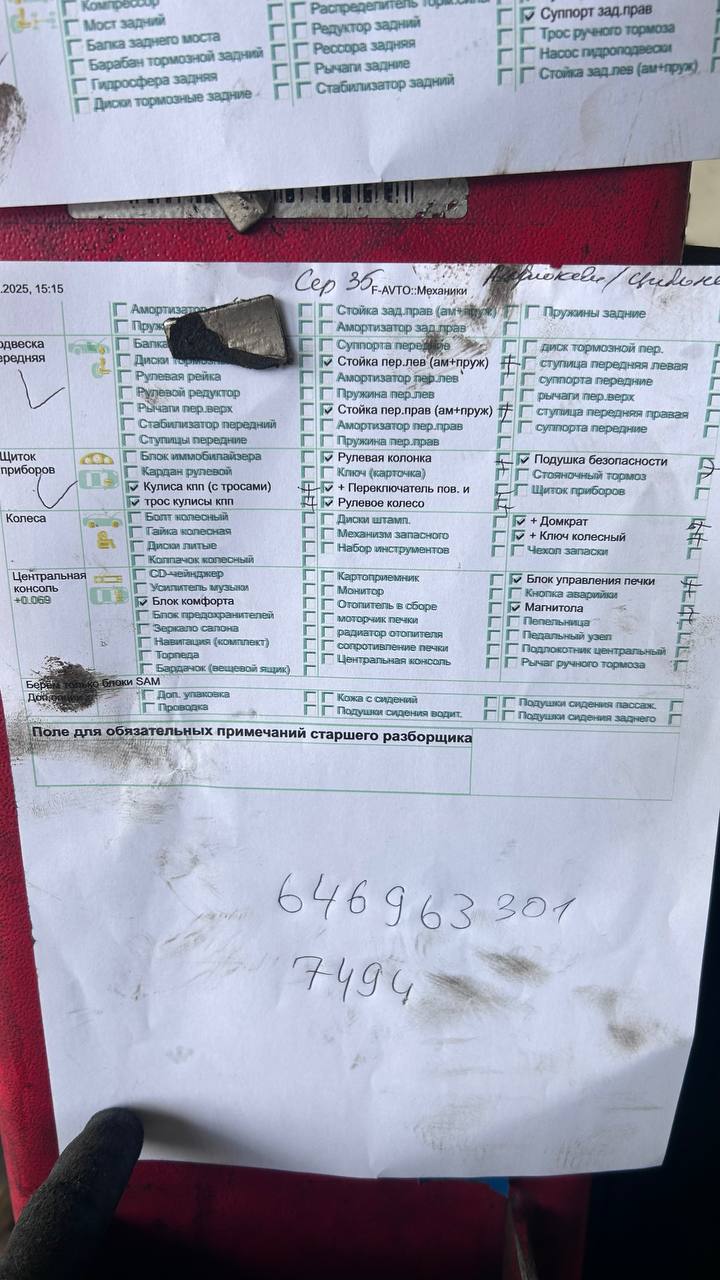 Компрессор
Мост задний
Балка заднего моста
Барабан тормозной задний
Гидросфера задняя
Диски тормозные задние
Редуктор задний
Рессора задняя
Рычаги задние
Стабилизатор задний
Суппорт зад.прав
Трос ручного тормоза
Насос гидроподвески
Стойка зад.лев (ам+пруж)
.2025, 15:15
Сер 35
F-AVTO::Механики
Амортизатор
Пруж
Стойка зад.прав (ам+пруж)
Амортизатор зад.прав
Пружины задние
одвеска
ередняя
Балка
Диски тормозные
Рулевая рейка
Рулевой редуктор
Рычаги пер.верх
Стабилизатор передний
Ступицы передние
Суппорта передние
Стойка пер.лев (ам+пруж)
Амортизатор пер.лев
Пружина пер.лев
Стойка пер.прав (ам+пруж)
Амортизатор пер.прав
Пружина пер.прав
диск тормозной пер.
ступица передняя левая
суппорта передние
рычаги пер.верх
ступица передняя правая
суппорта передние
Щиток
приборов
Блок иммобилайзера
Кардан рулевой
Кулиса кпп (с тросами)
трос кулисы кпп
Рулевая колонка
Ключ (карточка)
+ Переключатель пов. и
Рулевое колесо
Подушка безопасности
Стояночный тормоз
Щиток приборов
Колеса
Болт колесный
Гайка колесная
Диски литые
Колпачок колесный
Диски штамп.
Механизм запасного
Набор инструментов
+ Домкрат
+ Ключ колесный
Чехол запаски
Центральная
консоль
+0.069
CD-чейнджер
Усилитель музыки
Блок комфорта
Блок предохранителей
Зеркало салона
Навигация (комплект)
Торпеда
Бардачок (вещевой ящик)
Картоприемник
Монитор
Отопитель в сборе
моторчик печки
радиатор отопителя
сопротивление печки
Центральная консоль
Блок управления печки
Кнопка аварийки
Магнитола
Пепельница
Педальный узел
Подлокотник центральный
Рычаг ручного тормоза
Берем только блоки SAM
Доп. упаковка
Проводка
Кожа с сидений
Подушки сидения водит.
Подушки сидения пассаж.
Подушки сидения заднего
Поле для обязательных примечаний старшего разборщика
646963301
7494